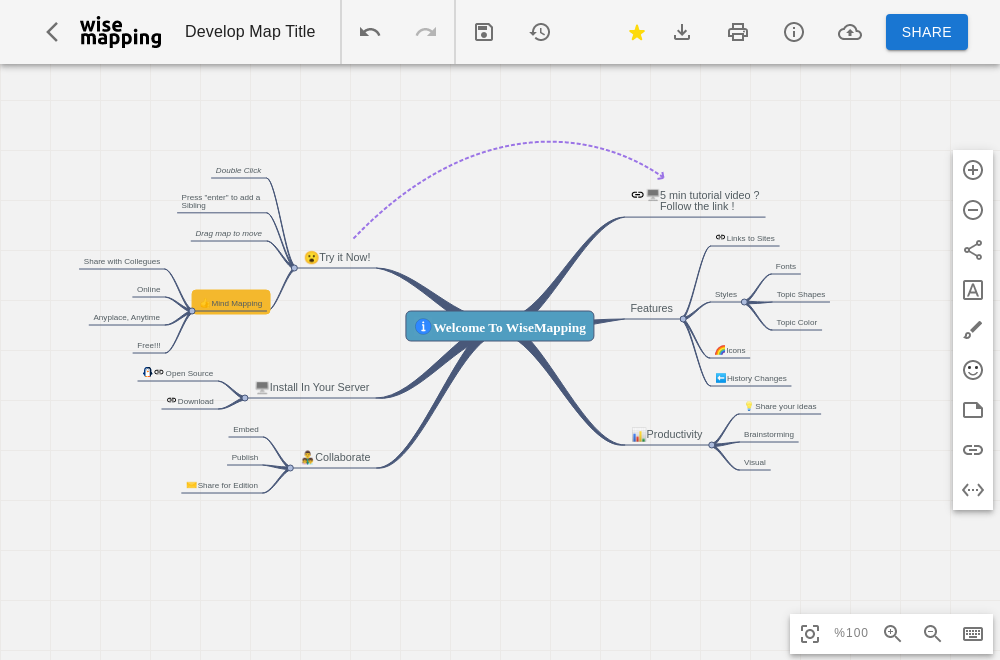 wise
mapping
Develop Map Title
SHARE
Double Click
Press "enter" to add a
Sibling
Drag map to move
Try it Now!
Share with Collegues
Online
Mind Mapping
Anyplace, Anytime
Free!!!
Open Source
Install In Your Server
Download
Embed
Publish
Collaborate
Share for Edition
Welcome To WiseMapping
5 min tutorial video ?
Follow the link !
Links to Sites
Features
Styles
Fonts
Topic Shapes
Topic Color
Icons
History Changes
Productivity
Share your ideas
Brainstorming
Visual
%100